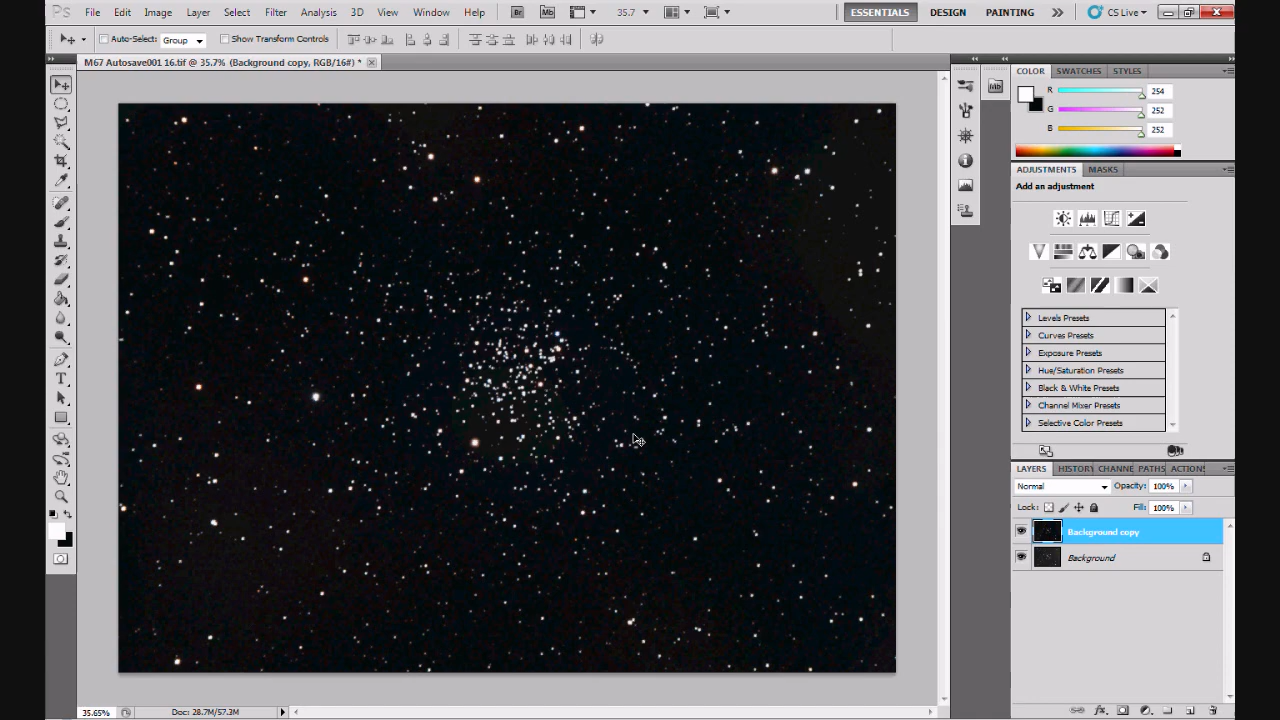 Ps File Edit Image Layer Select Filter Analysis 3D View Window Help Br Mb 35.7 ESSENTIALS DESIGN PAINTING CS Live
Auto-Select: Group Show Transform Controls
M67 Autosave001 16.tif @ 35.7% (Background copy, RGB/16#) *
Mb
COLOR SWATCHES STYLES
R 254
G 252
B 252
ADJUSTMENTS MASKS
Add an adjustment
Levels Presets
Curves Presets
Exposure Presets
Hue/Saturation Presets
Black & White Presets
Channel Mixer Presets
Selective Color Presets
LAYERS HISTORY CHANNE PATHS ACTIONS
Normal Opacity: 100%
Lock: Fill: 100%
Background copy
Background
T
fx
35.65% Doc: 28.7M/57.3M